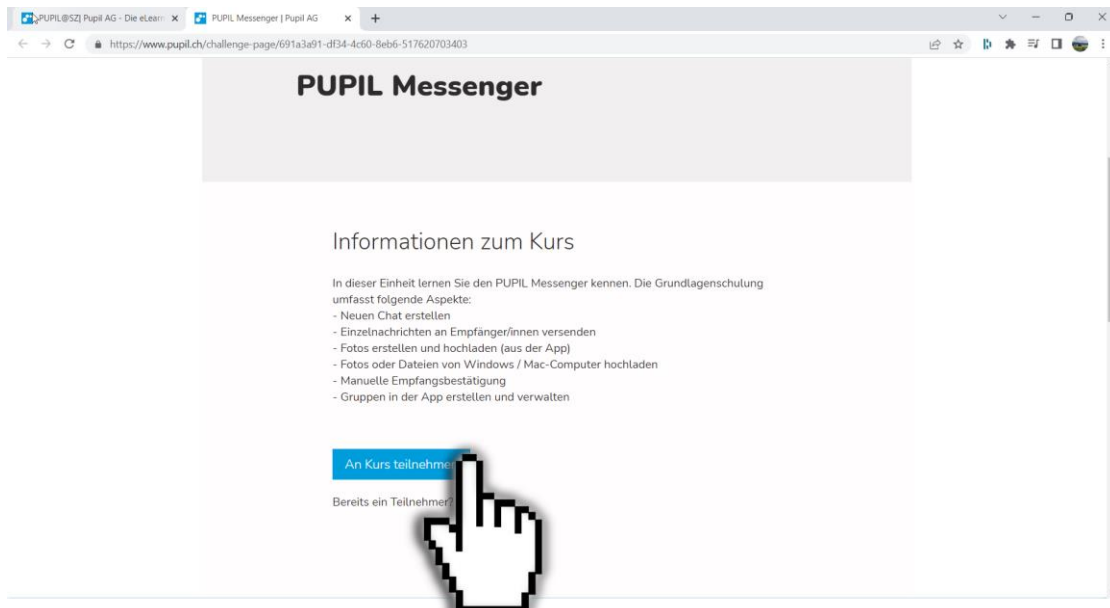 PUPIL@SZ| Pupil AG - Die eLearn
PUPIL Messenger | Pupil AG
https://www.pupil.ch/challenge-page/691a3a91-df34-4c60-8eb6-517620703403
PUPIL Messenger
Informationen zum Kurs
In dieser Einheit lernen Sie den PUPIL Messenger kennen. Die Grundlagenschulung
umfasst folgende Aspekte:
- Neuen Chat erstellen
- Einzelnachrichten an Empfänger/innen versenden
- Fotos erstellen und hochladen (aus der App)
- Fotos oder Dateien von Windows / Mac-Computer hochladen
- Manuelle Empfangsbestätigung
- Gruppen in der App erstellen und verwalten
An Kurs teilnehme
Bereits ein Teilnehmer?